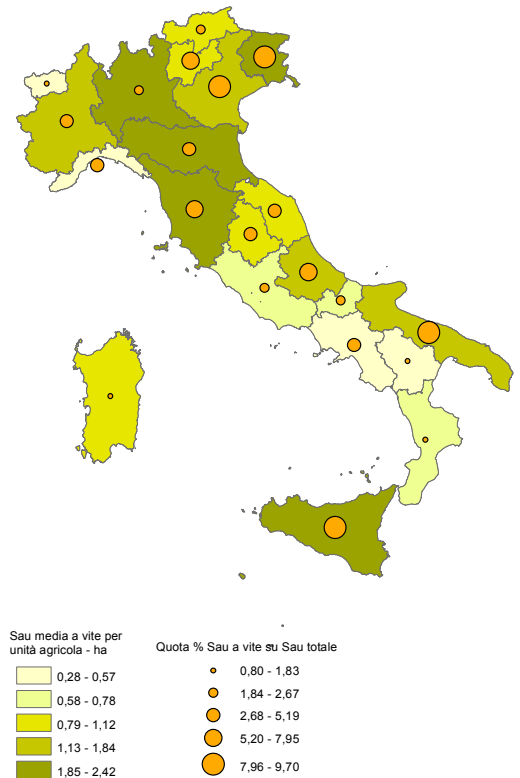 Sau media a vite per
unità agricola - ha
0,28 - 0,57
0,58 - 0,78
0,79 - 1,12
1,13 - 1,84
1,85 - 2,42
Quota % Sau a vite su Sau totale
0,80 - 1,83
1,84 - 2,67
2,68 - 5,19
5,20 - 7,95
7,96 - 9,70